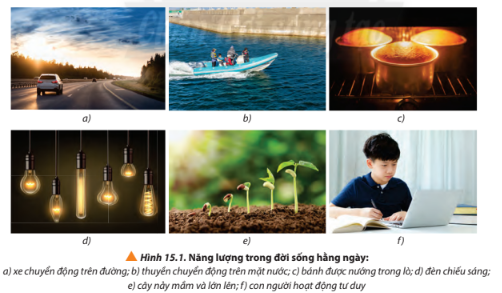 a)
b)
c)
d)
e)
f)
Hình 15.1. Năng lượng trong đời sống hằng ngày:
a) xe chuyển động trên đường; b) thuyền chuyển động trên mặt nước; c) bánh được nướng trong lò; d) đèn chiếu sáng;
e) cây nảy mầm và lớn lên; f) con người hoạt động tư duy